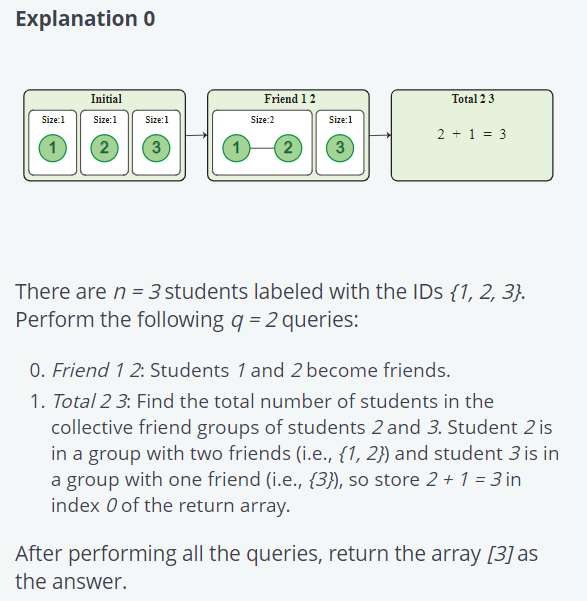 Explanation 0
Initial
Friend 1 2
Total 2 3
Size:1
Size:1
Size:1
Size:2
Size:1
1
2
3
1
2
3
2 + 1 = 3
There are n = 3 students labeled with the IDs {1, 2, 3}.
Perform the following q = 2 queries:
0. Friend 1 2: Students 1 and 2 become friends.
1. Total 2 3: Find the total number of students in the
collective friend groups of students 2 and 3. Student 2 is
in a group with two friends (i.e., {1, 2}) and student 3 is in
a group with one friend (i.e., {3}), so store 2 + 1 = 3 in
index 0 of the return array.
After performing all the queries, return the array [3] as
the answer.